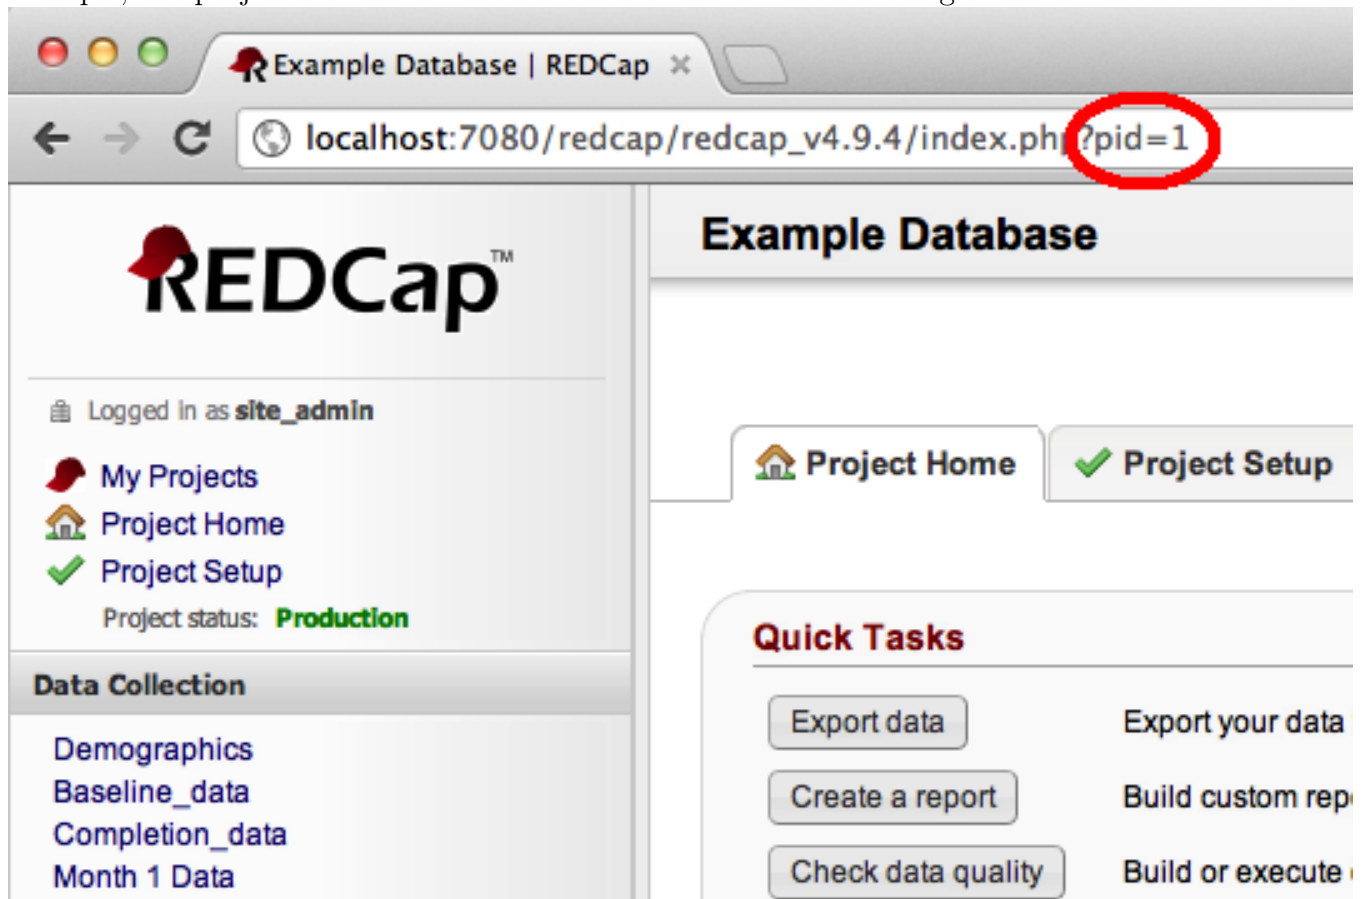 Example Database | REDCap
localhost:7080/redcap/redcap_v4.9.4/index.php?pid=1
REDCap™
Logged in as site_admin
My Projects
Project Home
Project Setup
Project status: Production
Data Collection
Demographics
Baseline_data
Completion_data
Month 1 Data
Example Database
Project Home
Project Setup
Quick Tasks
Export data Export your data
Create a report Build custom rep
Check data quality Build or execute